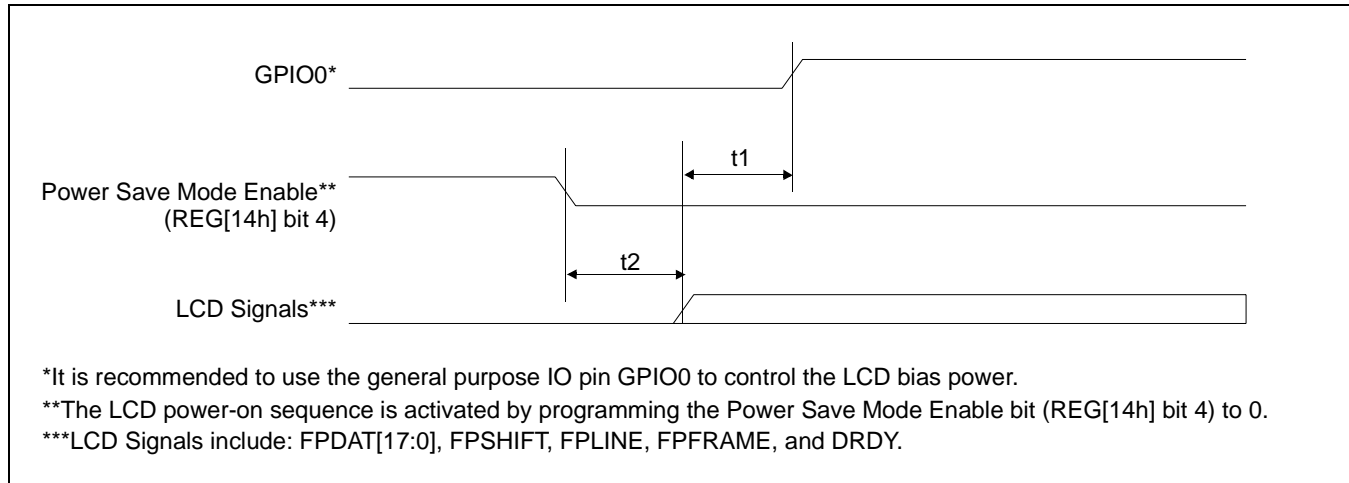 GPIO0*
t1
Power Save Mode Enable**
(REG[14h] bit 4)
t2
LCD Signals***
*It is recommended to use the general purpose IO pin GPIO0 to control the LCD bias power.
**The LCD power-on sequence is activated by programming the Power Save Mode Enable bit (REG[14h] bit 4) to 0.
***LCD Signals include: FPDAT[17:0], FPSHIFT, FPLINE, FPFRAME, and DRDY.